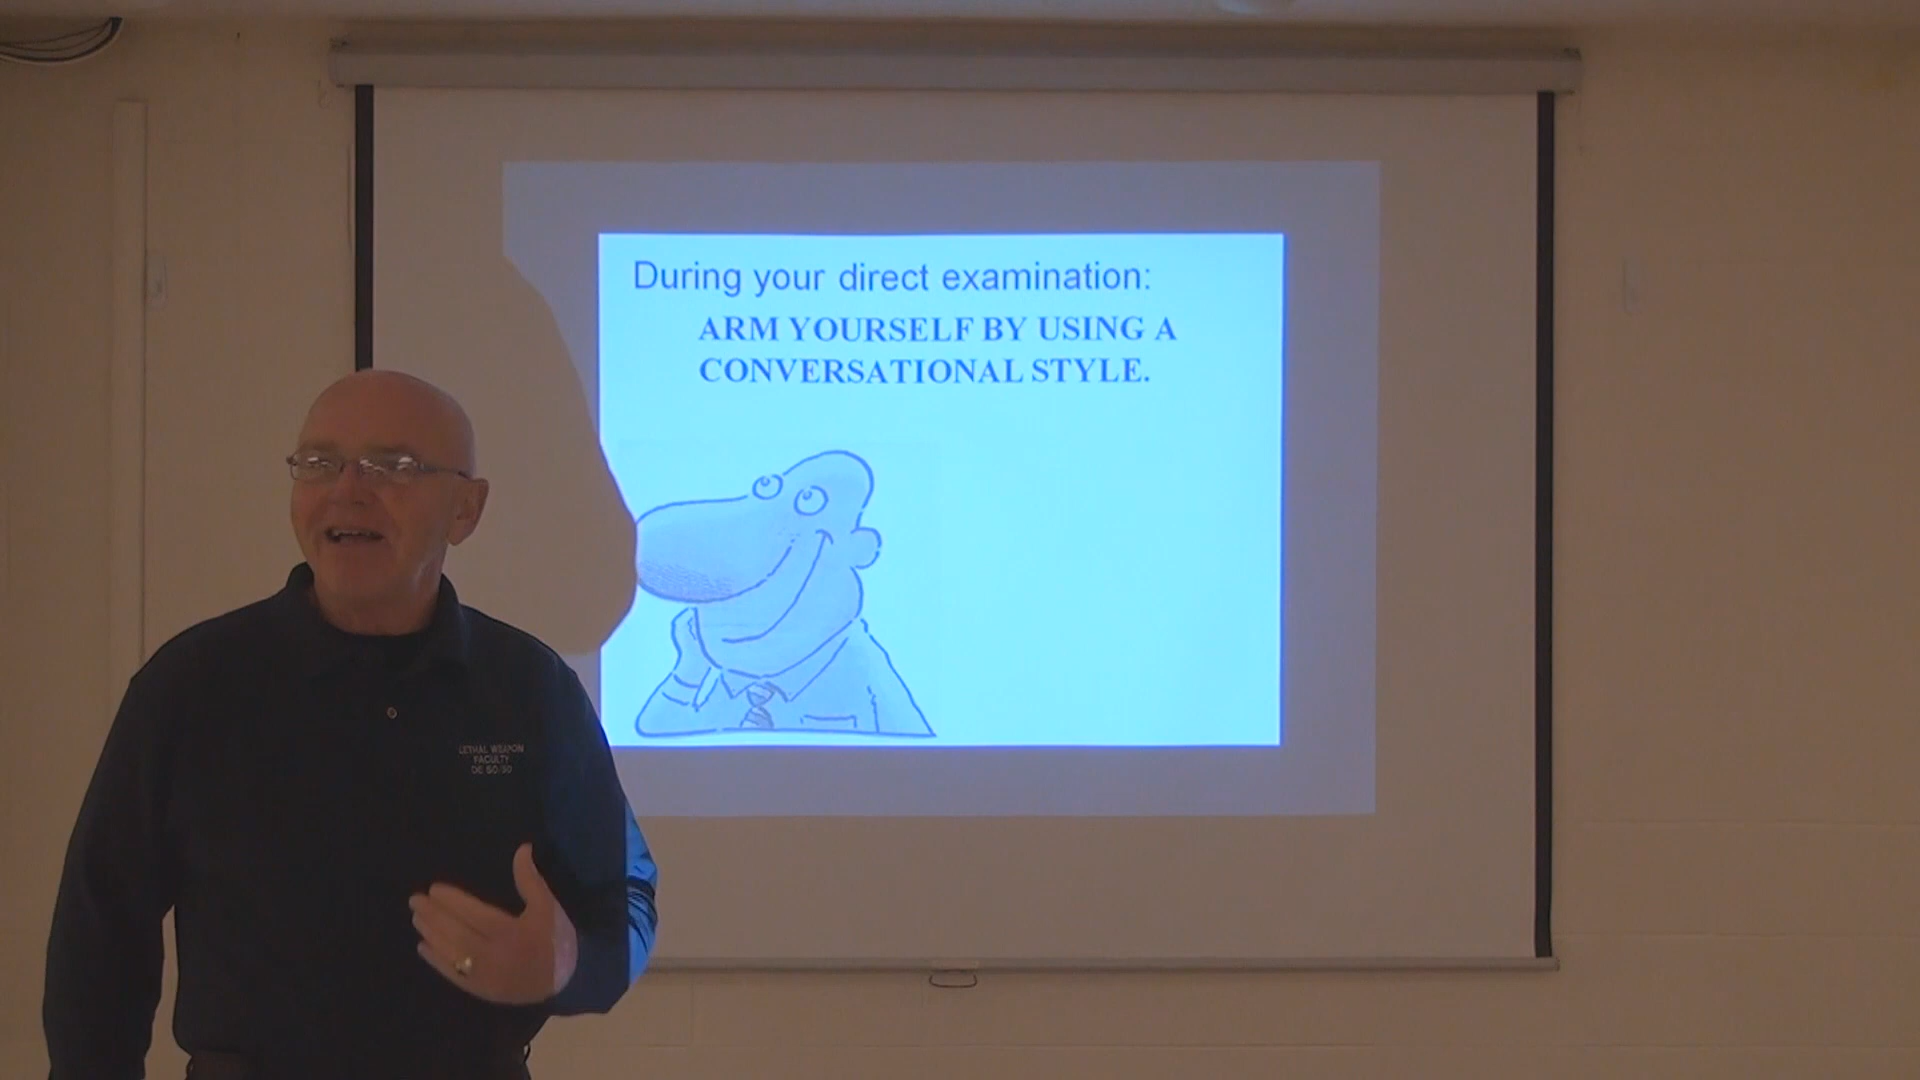 During your direct examination:
ARM YOURSELF BY USING A
CONVERSATIONAL STYLE.
LETHAL WEAPON
FACULTY